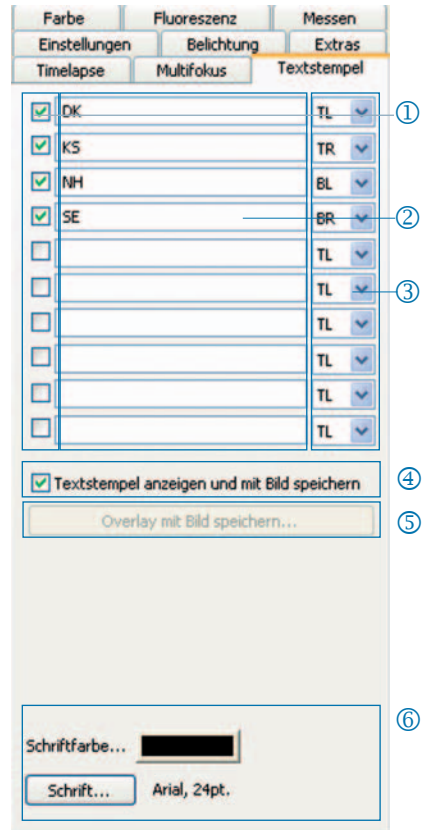 Farbe Fluoreszenz Messen
Einstellungen Belichtung Extras
Timelapse Multifokus Textstempel
DK TL ①
KS TR
NH BL
SE BR ②
TL
TL ③
TL
TL
TL
TL
Textstempel anzeigen und mit Bild speichern ④
Overlay mit Bild speichern... ⑤
⑥
Schriftfarbe...
Schrift... Arial, 24pt.